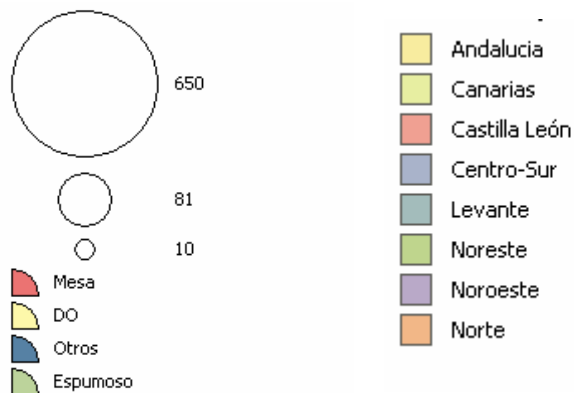 650
81
10
Mesa
DO
Otros
Espumoso
Andalucia
Canarias
Castilla León
Centro-Sur
Levante
Noreste
Noroeste
Norte